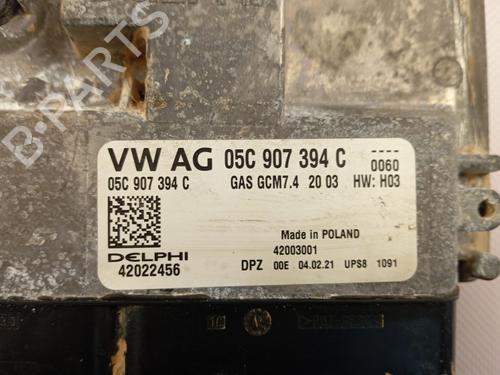 B-PARTS
VW AG 05C 907 394 C
0060
05C 907 394 C GAS GCM7.4 20 03 HW: H03
Made in POLAND
DELPHI 42003001
42022456 DPZ 00E 04.02.21 UPS8 1091